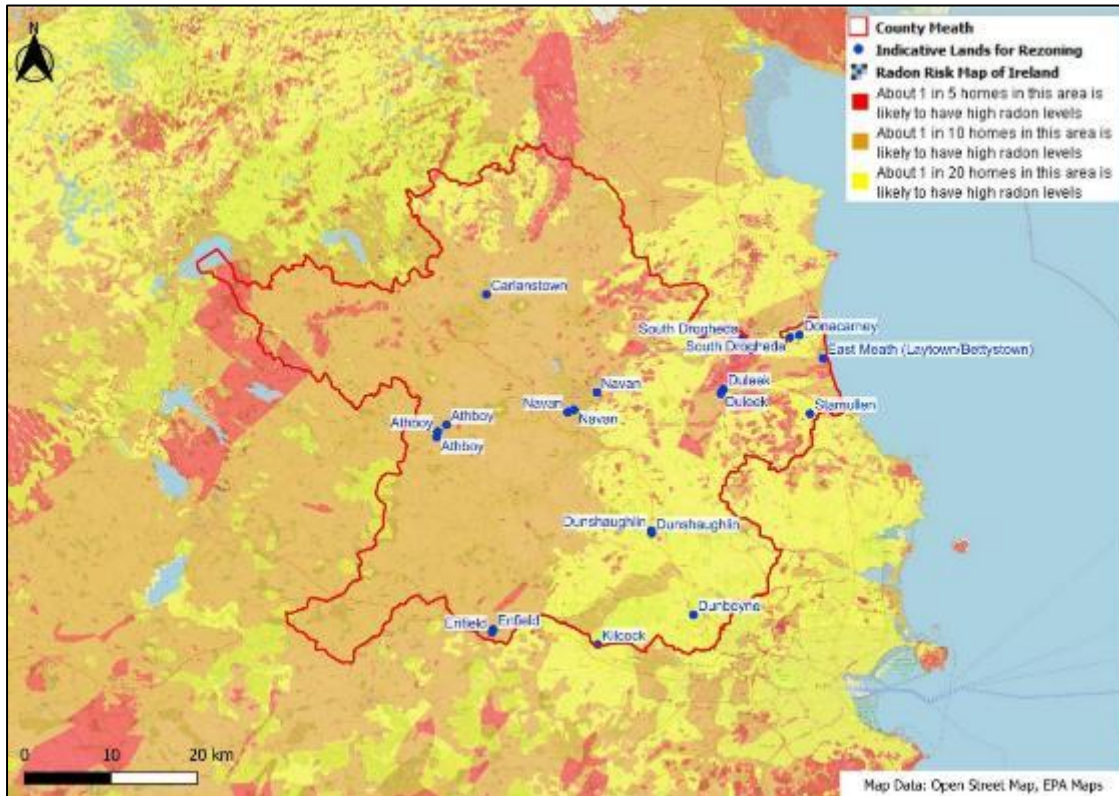 N
County Meath
Indicative Lands for Rezoning
Radon Risk Map of Ireland
About 1 in 5 homes in this area is
likely to have high radon levels
About 1 in 10 homes in this area is
likely to have high radon levels
About 1 in 20 homes in this area is
likely to have high radon levels
Carlanstown
South Drogheda
Donacarney
South Drogheda
East Meath (Laytown/Bettystown)
Navan
Duleek
Duleek
Navan
Navan
Stamullen
Athboy
Athboy
Athboy
Dunshaughlin
Dunshaughlin
Dunboyne
Enfield
Enfield
Kilcock
0 10 20 km
Map Data: Open Street Map, EPA Maps